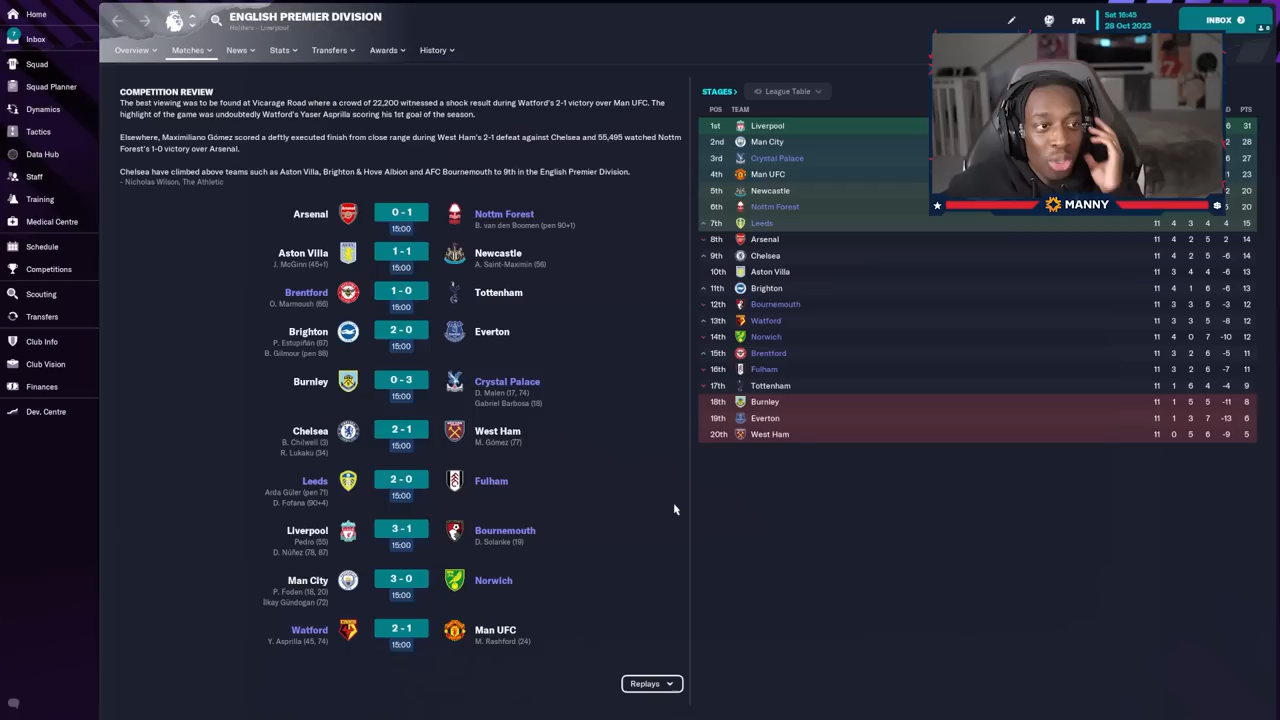 Home
7
Inbox
Squad
Squad Planner
Dynamics
Tactics
Data Hub
Staff
Training
Medical Centre
Schedule
Competitions
Scouting
Transfers
Club Info
Club Vision
Finances
Dev. Centre
ENGLISH PREMIER DIVISION
Holders - Liverpool
FM
Sat 16:45
28 Oct 2023
INBOX
Overview
Matches
News
Stats
Transfers
Awards
History
COMPETITION REVIEW
The best viewing was to be found at Vicarage Road where a crowd of 22,200 witnessed a shock result during Watford's 2-1 victory over Man UFC. The
highlight of the game was undoubtedly Watford's Yaser Asprilla scoring his 1st goal of the season.
Elsewhere, Maximiliano Gómez scored a deftly executed finish from close range during West Ham's 2-1 defeat against Chelsea and 55,495 watched Nottm
Forest's 1-0 victory over Arsenal.
Chelsea have climbed above teams such as Aston Villa, Brighton & Hove Albion and AFC Bournemouth to 9th in the English Premier Division.
- Nicholas Wilson, The Athletic
Arsenal 0 - 1 Nottm Forest
15:00 B. van den Boomen (pen 90+1)
Aston Villa 1 - 1 Newcastle
J. McGinn (45+1) 15:00 A. Saint-Maximin (56)
Brentford 1 - 0 Tottenham
O. Marmoush (66) 15:00
Brighton 2 - 0 Everton
P. Estupiñán (67) 15:00
B. Gilmour (pen 88)
Burnley 0 - 3 Crystal Palace
15:00 D. Malen (17, 74)
Gabriel Barbosa (18)
Chelsea 2 - 1 West Ham
B. Chilwell (3) 15:00 M. Gómez (77)
R. Lukaku (34)
Leeds 2 - 0 Fulham
Arda Güler (pen 71) 15:00
D. Fofana (90+4)
Liverpool 3 - 1 Bournemouth
Pedro (55) 15:00 D. Solanke (19)
D. Núñez (78, 87)
Man City 3 - 0 Norwich
P. Foden (18, 20) 15:00
İlkay Gündogan (72)
Watford 2 - 1 Man UFC
Y. Asprilla (45, 74) 15:00 M. Rashford (24)
Replays
STAGES
League Table
POS TEAM PTS
1st Liverpool 6 31
2nd Man City 2 28
3rd Crystal Palace 6 27
4th Man UFC 1 23
5th Newcastle 2 20
6th Nottm Forest 5 20
7th Leeds 11 4 3 4 4 15
8th Arsenal 11 4 2 5 2 14
9th Chelsea 11 4 2 5 -6 14
10th Aston Villa 11 3 4 4 -6 13
11th Brighton 11 4 1 6 -6 13
12th Bournemouth 11 3 3 5 -3 12
13th Watford 11 3 3 5 -8 12
14th Norwich 11 4 0 7 -10 12
15th Brentford 11 3 2 6 -5 11
16th Fulham 11 3 2 6 -7 11
17th Tottenham 11 1 6 4 -4 9
18th Burnley 11 1 5 5 -11 8
19th Everton 11 1 3 7 -13 6
20th West Ham 11 0 5 6 -9 5
MANNY